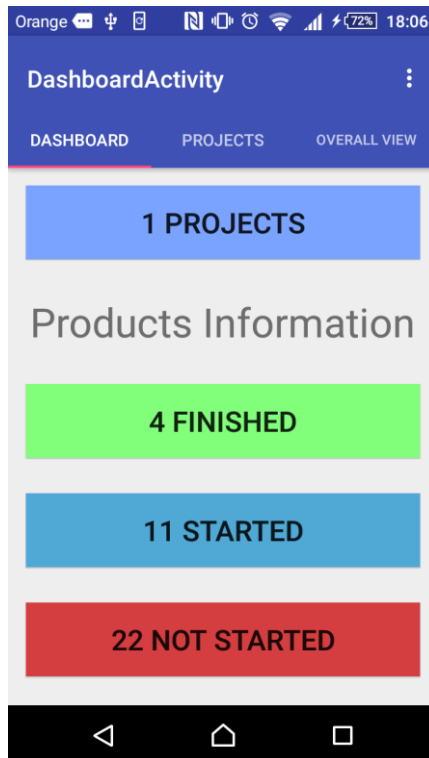 Orange 72% 18:06
DashboardActivity
DASHBOARD PROJECTS OVERALL VIEW
1 PROJECTS
Products Information
4 FINISHED
11 STARTED
22 NOT STARTED